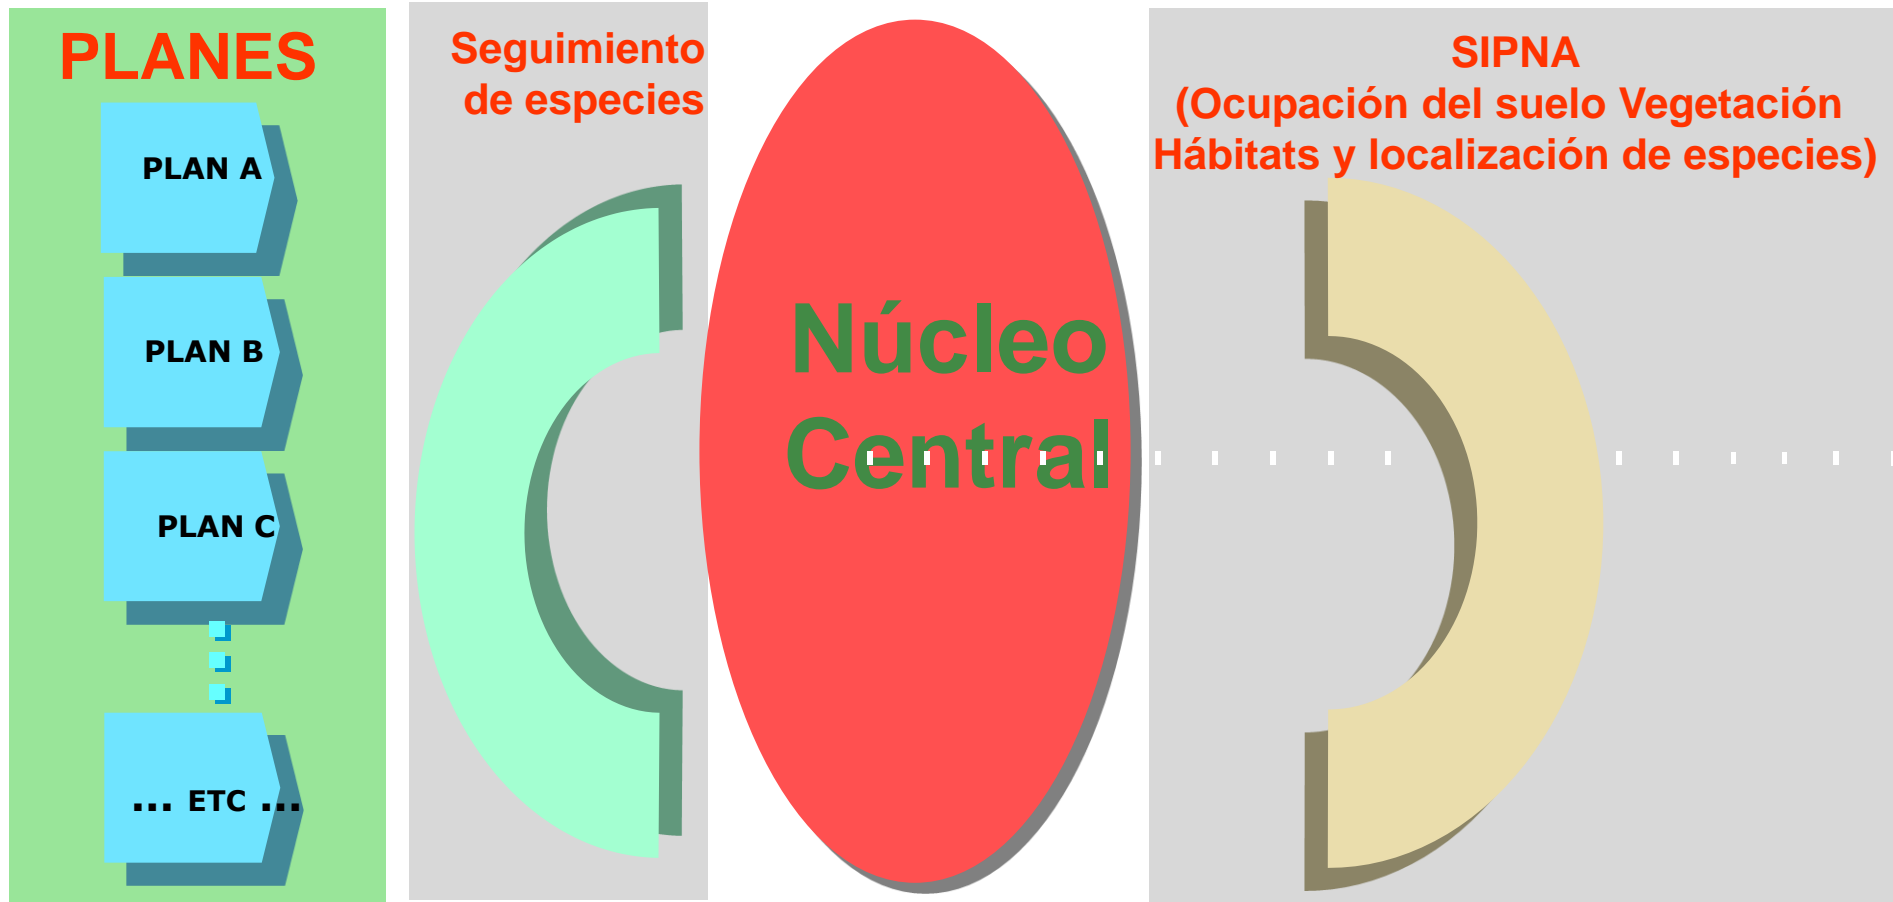 PLANES
PLAN A
PLAN B
PLAN C
... ETC ...
Seguimiento
de especies
Núcleo
Central
SIPNA
(Ocupación del suelo Vegetación
Hábitats y localización de especies)